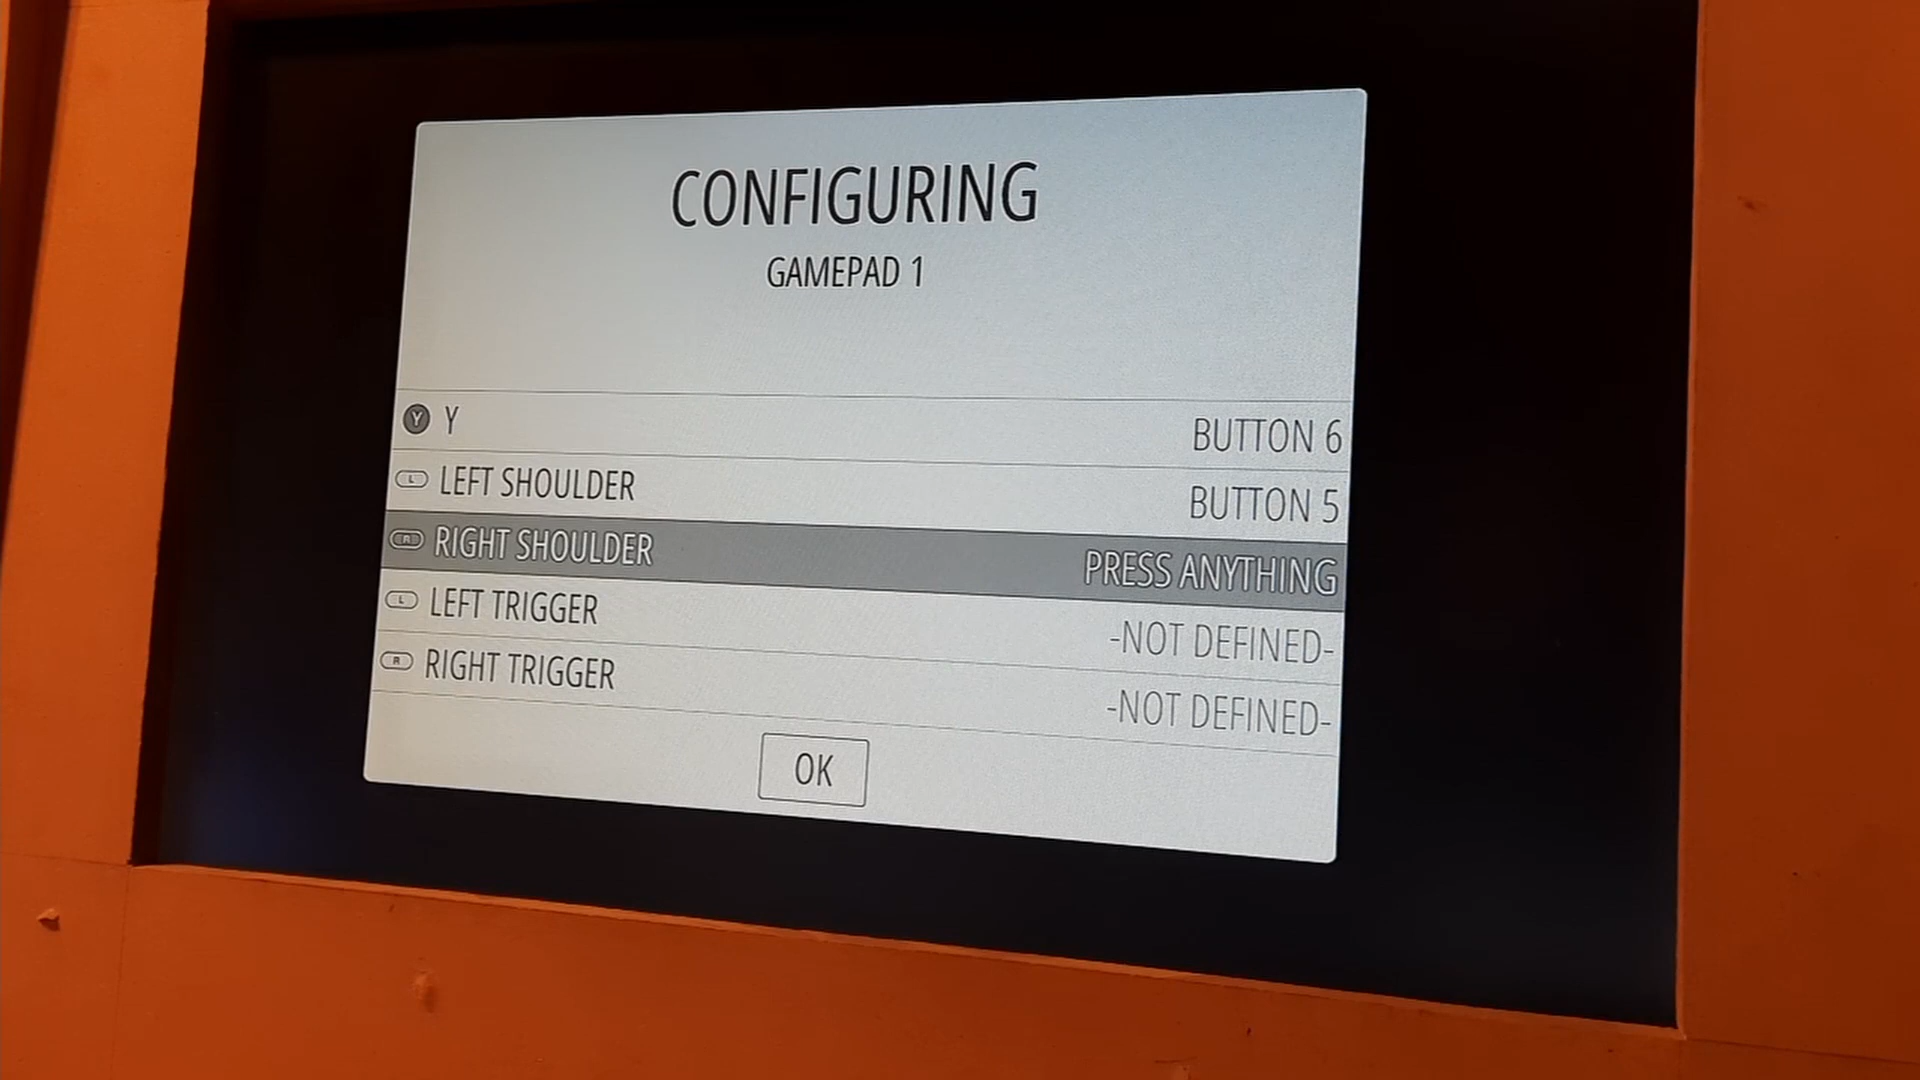 CONFIGURING
GAMEPAD 1
Y Y BUTTON 6
L LEFT SHOULDER BUTTON 5
R RIGHT SHOULDER PRESS ANYTHING
L LEFT TRIGGER -NOT DEFINED-
R RIGHT TRIGGER -NOT DEFINED-
OK